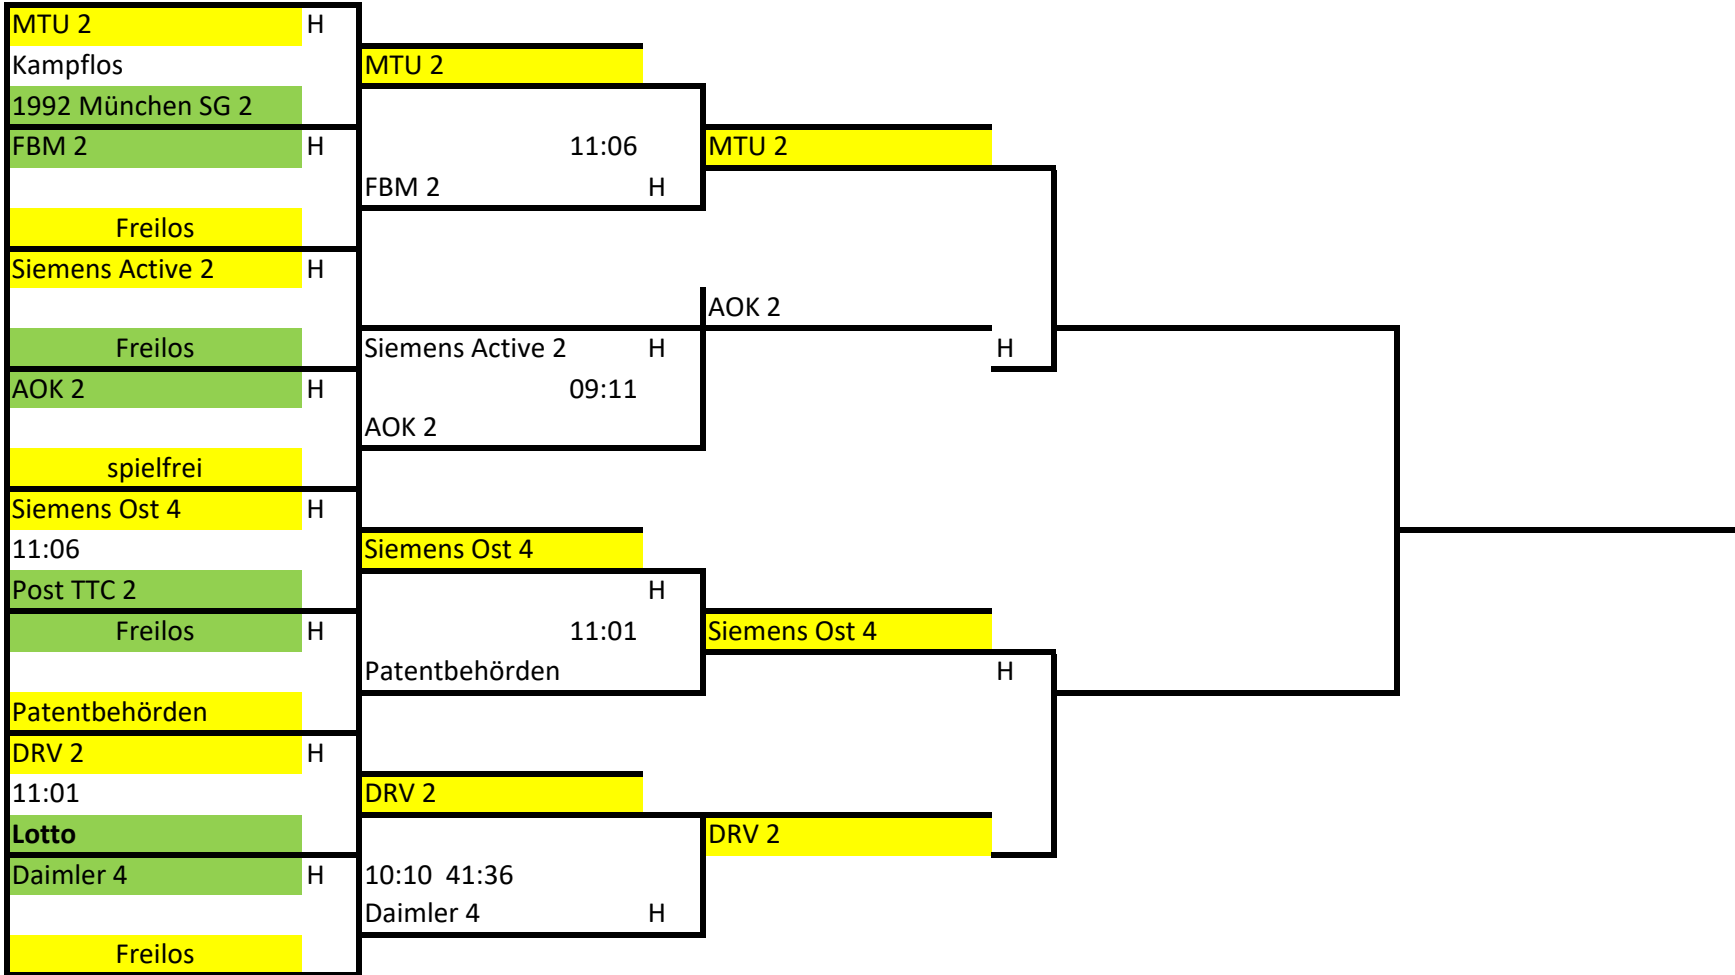 MTU 2 H
Kampflos MTU 2
1992 München SG 2
FBM 2 H 11:06 MTU 2
FBM 2 H
Freilos
Siemens Active 2 H
AOK 2
Freilos Siemens Active 2 H H
AOK 2 H 09:11
AOK 2
spielfrei
Siemens Ost 4 H
11:06 Siemens Ost 4
Post TTC 2 H
Freilos H 11:01 Siemens Ost 4
Patentbehörden H
Patentbehörden
DRV 2 H
11:01 DRV 2
Lotto DRV 2
Daimler 4 H 10:10 41:36
Daimler 4 H
Freilos